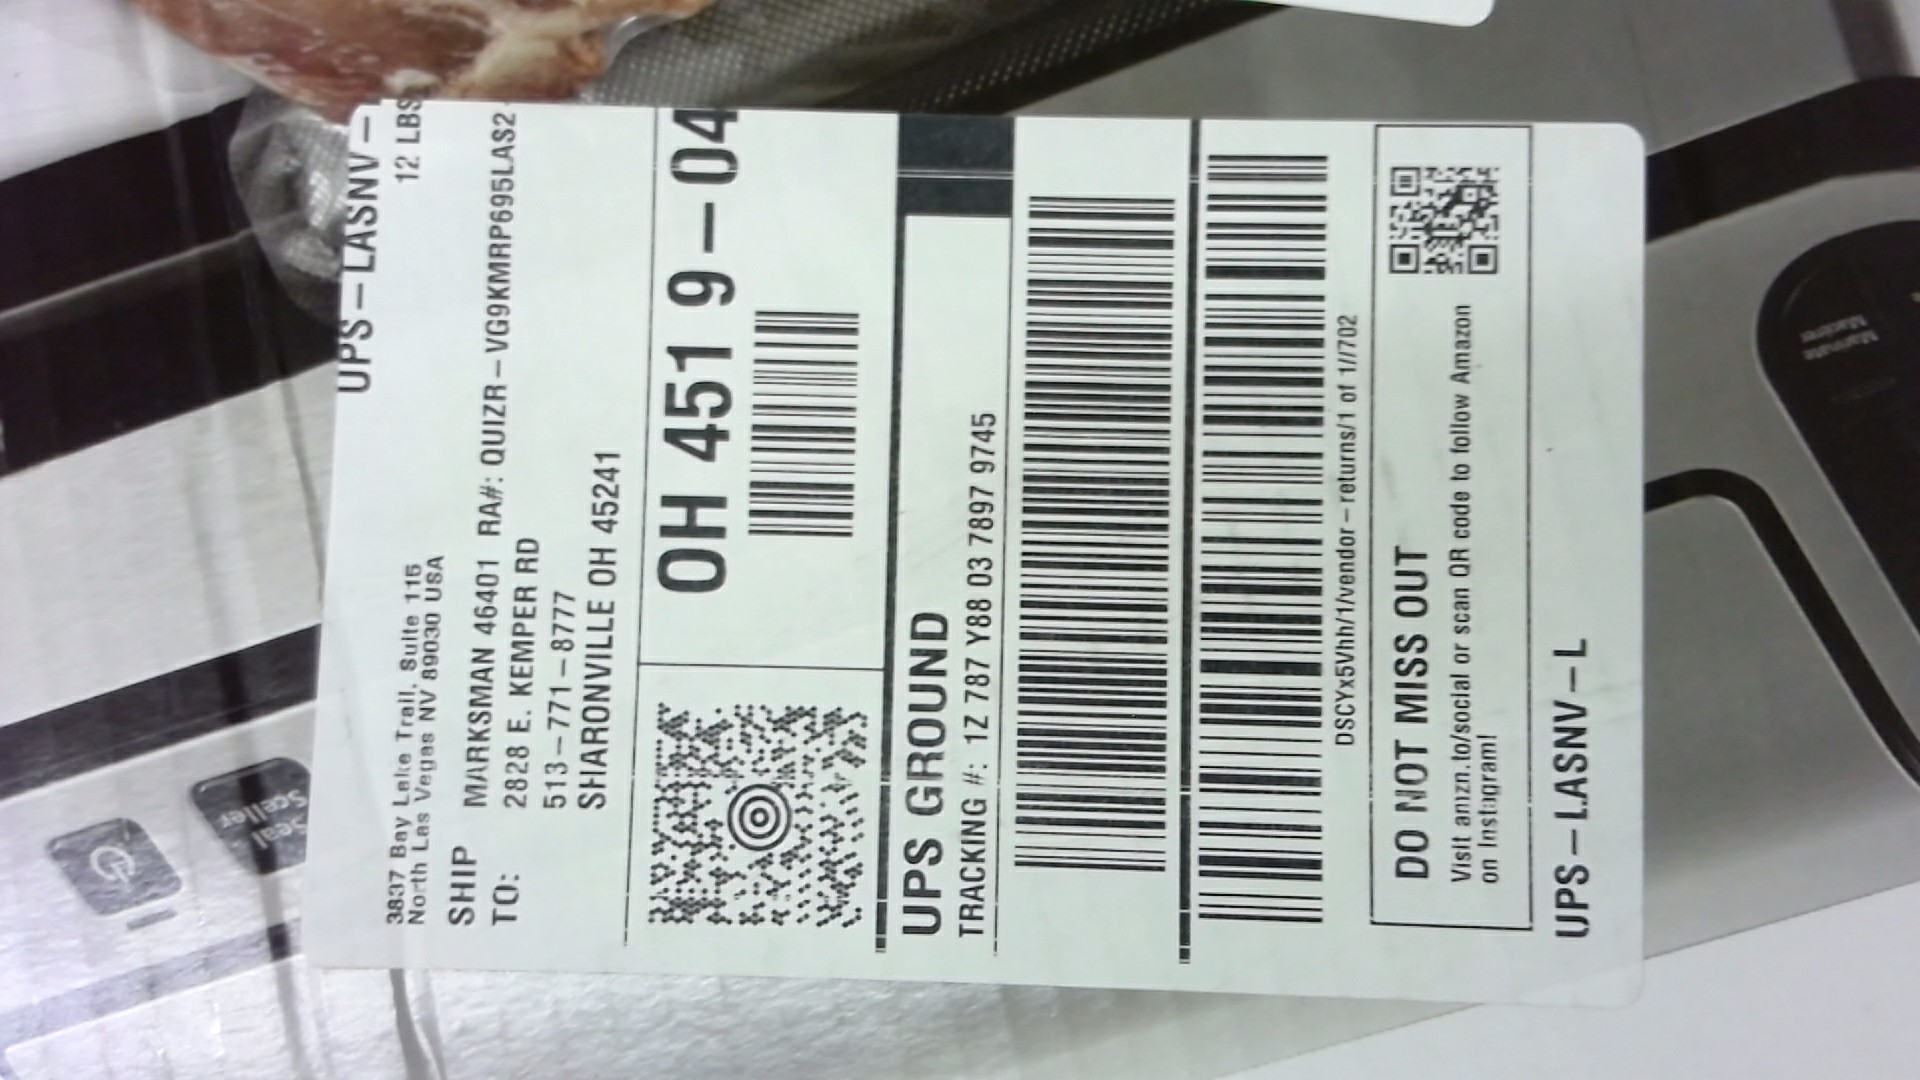 UPS-LASNV-
12 LBS
3837 Bay Lake Trail, Suite 115
North Las Vegas NV 89030 USA
SHIP
TO:
MARKSMAN 46401 RA#: QUIZR-VG9KMRP695LAS2
2828 E. KEMPER RD
513-771-8777
SHARONVILLE OH 45241
OH 451 9-04
UPS GROUND
TRACKING #: 1Z 787 Y88 03 7897 9745
DSCYx5Vhh/1/vendor-returns/1 of 1//702
DO NOT MISS OUT
Visit amzn.to/social or scan QR code to follow Amazon
on Instagram!
UPS-LASNV-L
Seal
Marinate